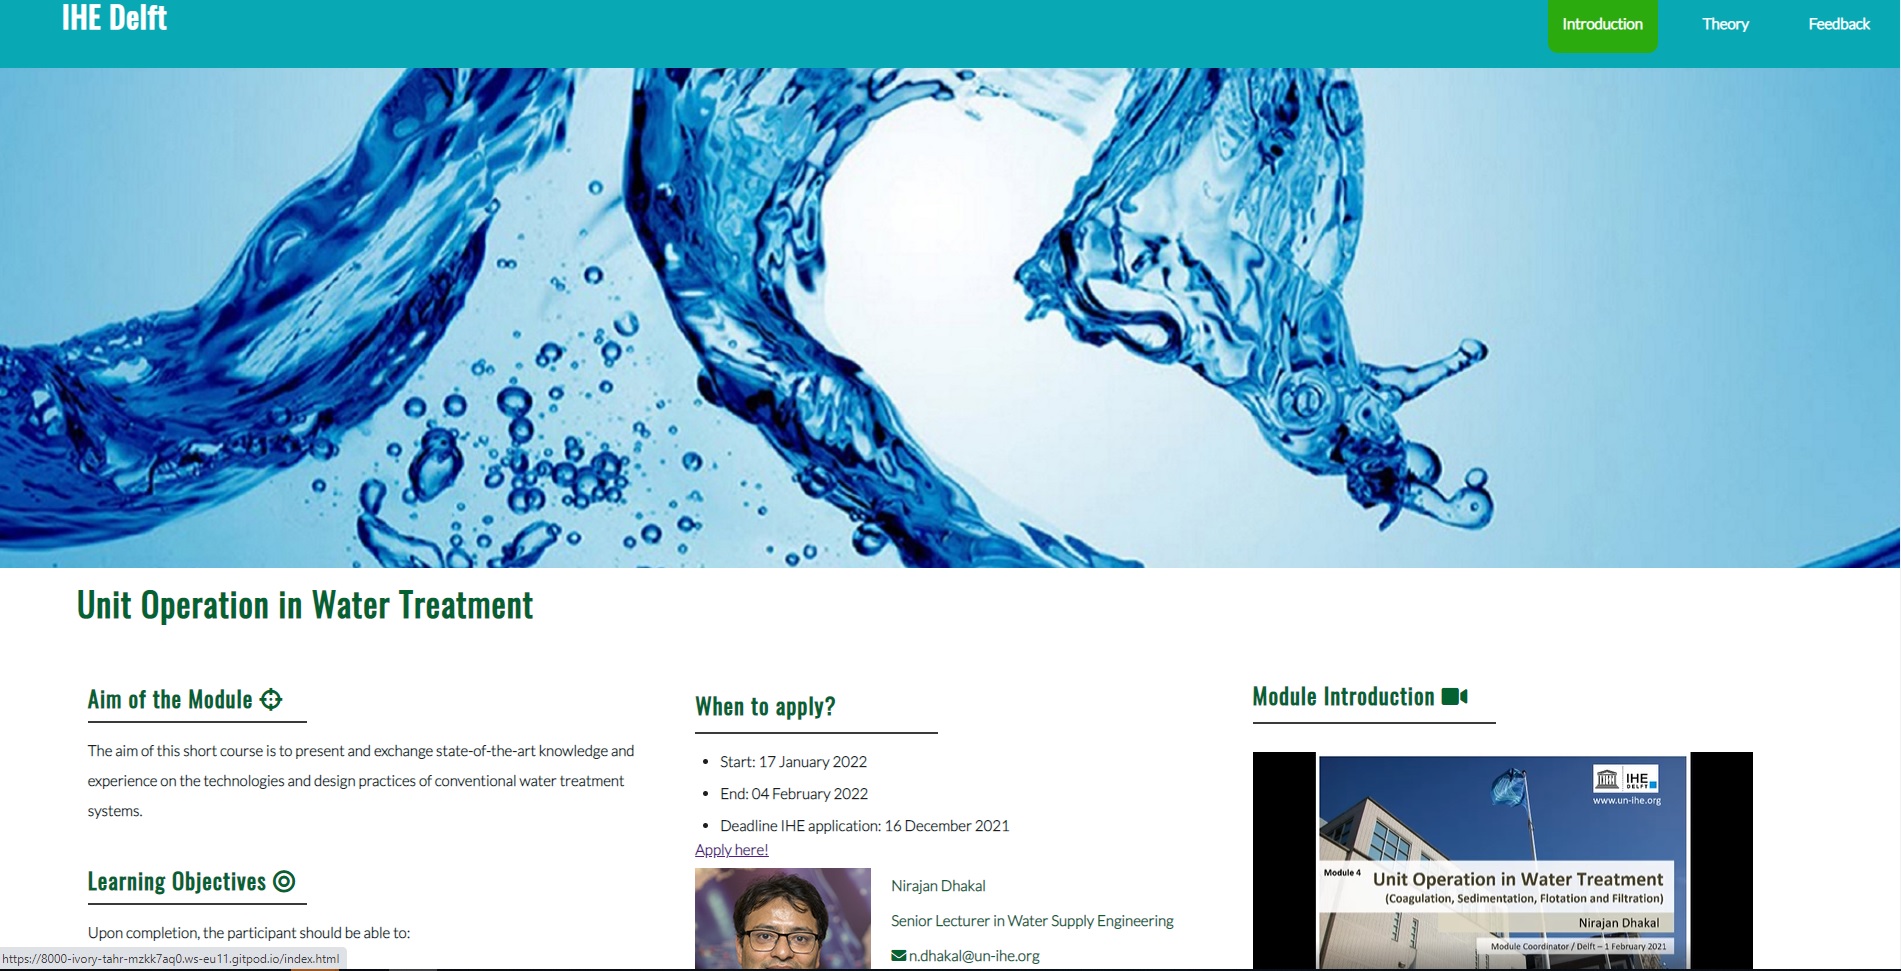 IHE Delft
Introduction
Theory
Feedback
Unit Operation in Water Treatment
Aim of the Module
The aim of this short course is to present and exchange state-of-the-art knowledge and
experience on the technologies and design practices of conventional water treatment
systems.
Learning Objectives
Upon completion, the participant should be able to:
When to apply?
Start: 17 January 2022
End: 04 February 2022
Deadline IHE application: 16 December 2021
Apply here!
Nirajan Dhakal
Senior Lecturer in Water Supply Engineering
n.dhakal@un-ihe.org
Module Introduction
IHE
DELFT
www.un-ihe.org
Module 4
Unit Operation in Water Treatment
(Coagulation, Sedimentation, Flotation and Filtration)
Nirajan Dhakal
Module Coordinator / Delft – 1 February 2021
https://8000-ivory-tahr-mzkk7aq0.ws-eu11.gitpod.io/index.html